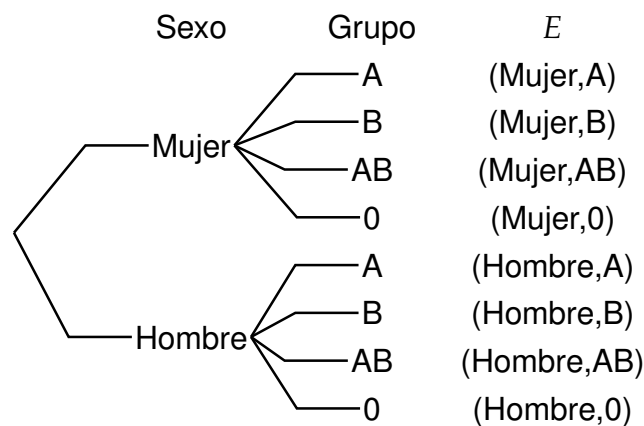 Sexo Grupo E
A (Mujer,A)
B (Mujer,B)
Mujer
AB (Mujer,AB)
0 (Mujer,0)
A (Hombre,A)
B (Hombre,B)
Hombre
AB (Hombre,AB)
0 (Hombre,0)